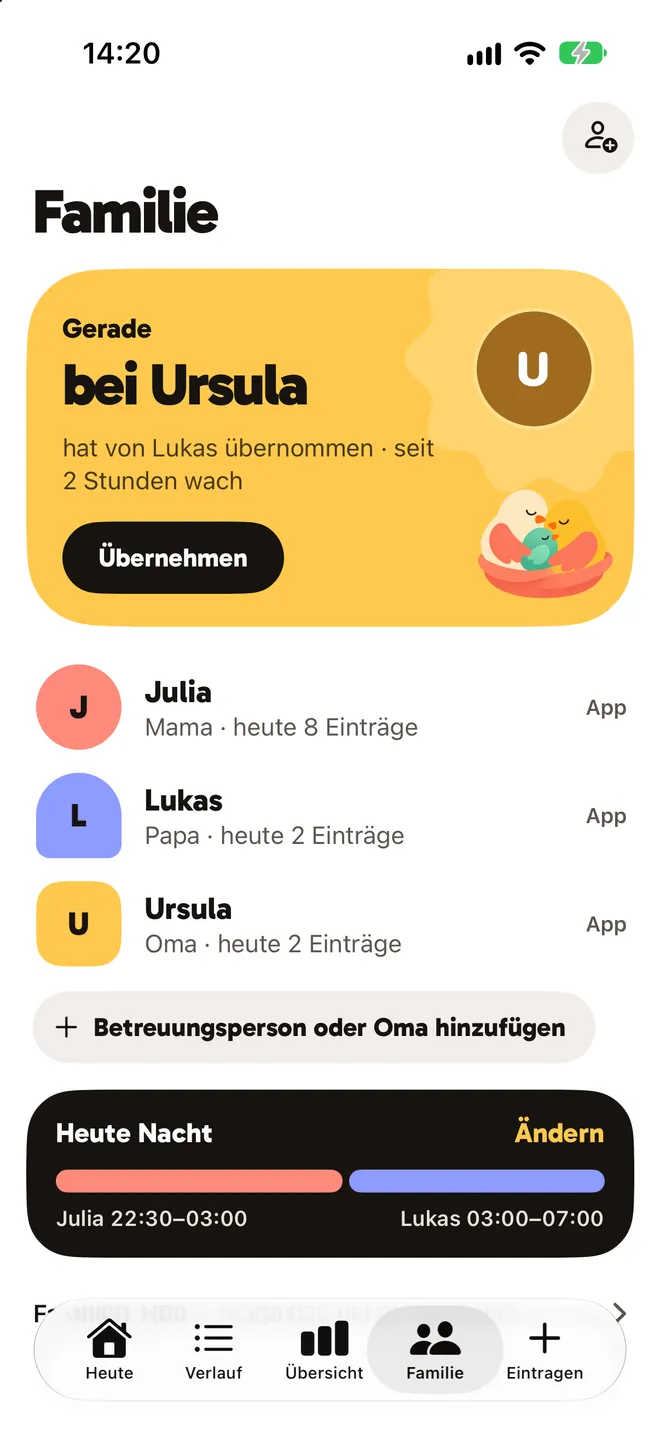 14:20
Familie
Gerade
bei Ursula
U
hat von Lukas übernommen · seit
2 Stunden wach
Übernehmen
J
Julia
Mama · heute 8 Einträge
App
L
Lukas
Papa · heute 2 Einträge
App
U
Ursula
Oma · heute 2 Einträge
App
+ Betreuungsperson oder Oma hinzufügen
Heute Nacht
Ändern
Julia 22:30–03:00
Lukas 03:00–07:00
Heute
Verlauf
Übersicht
Familie
Eintragen